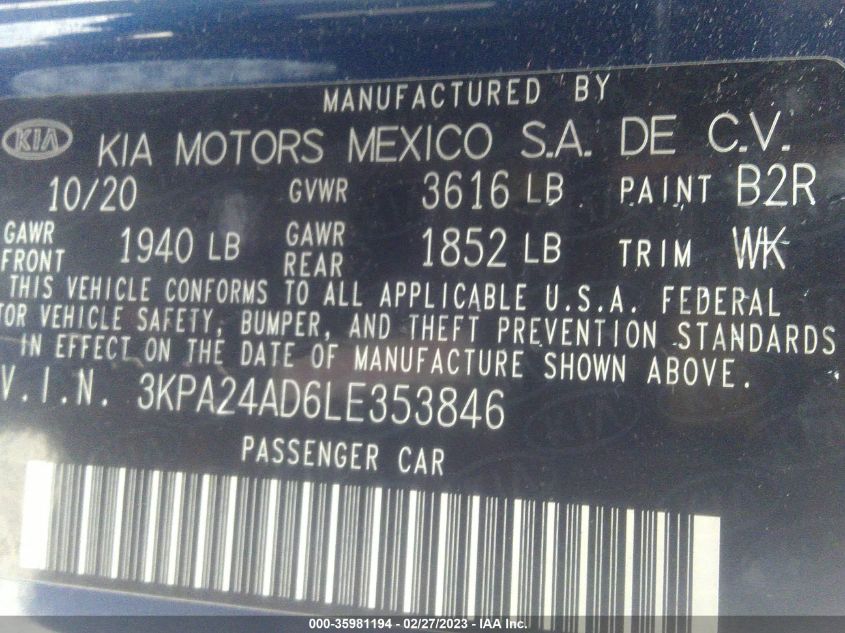 MANUFACTURED BY
KIA KIA MOTORS MEXICO S.A. DE C.V.
10/20 GVWR 3616 LB PAINT B2R
GAWR FRONT 1940 LB GAWR REAR 1852 LB TRIM WK
THIS VEHICLE CONFORMS TO ALL APPLICABLE U.S.A. FEDERAL
TOR VEHICLE SAFETY, BUMPER, AND THEFT PREVENTION STANDARDS
IN EFFECT ON THE DATE OF MANUFACTURE SHOWN ABOVE.
V.I.N. 3KPA24AD6LE353846
PASSENGER CAR
000-35981194 - 02/27/2023 - IAA Inc.